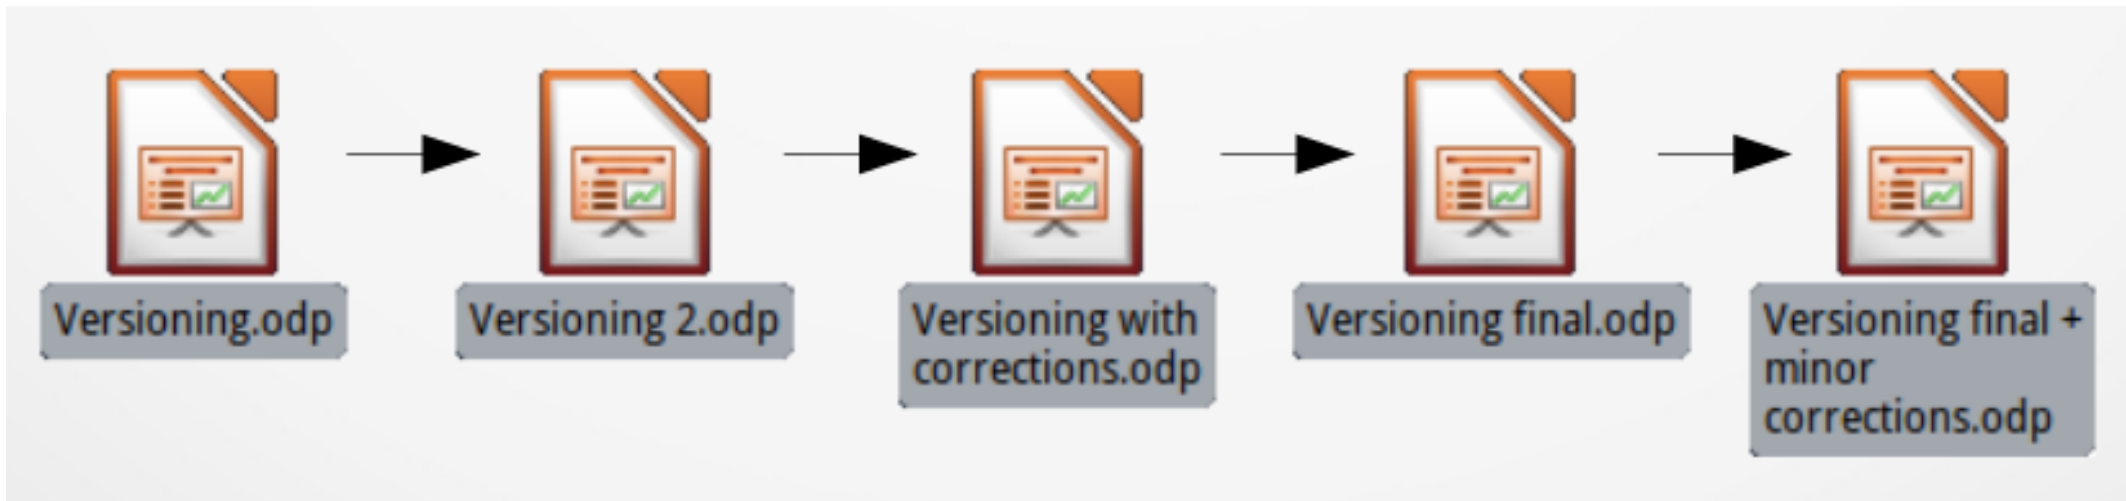 Versioning.odp
Versioning 2.odp
Versioning with
corrections.odp
Versioning final.odp
Versioning final +
minor
corrections.odp